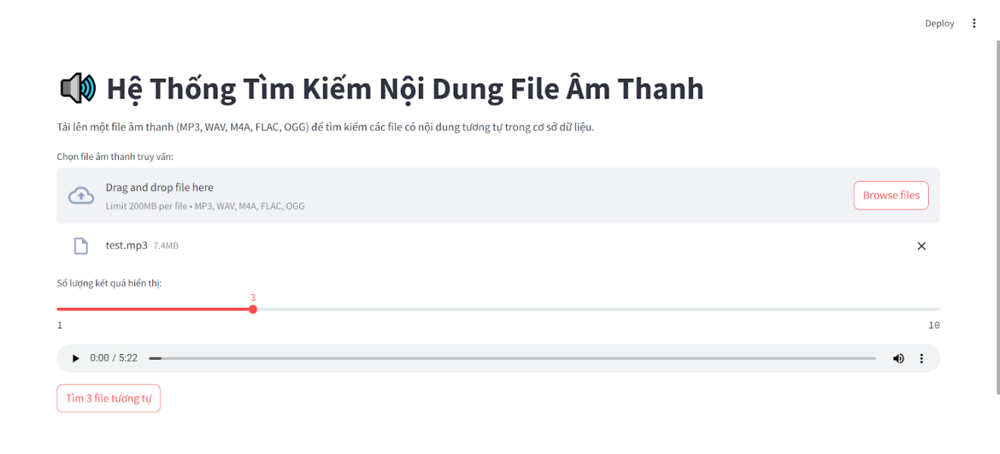 Deploy
Hệ Thống Tìm Kiếm Nội Dung File Âm Thanh
Tải lên một file âm thanh (MP3, WAV, M4A, FLAC, OGG) để tìm kiếm các file có nội dung tương tự trong cơ sở dữ liệu.
Chọn file âm thanh truy vấn:
Drag and drop file here
Limit 200MB per file • MP3, WAV, M4A, FLAC, OGG
Browse files
test.mp3 7.4MB
Số lượng kết quả hiển thị:
3
1 10
0:00 / 5:22
Tìm 3 file tương tự